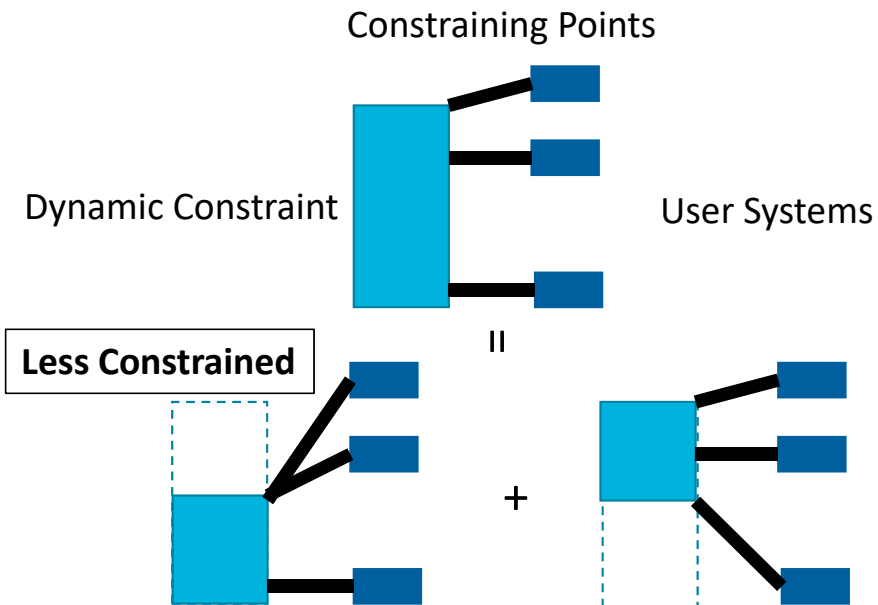 Constraining Points
Dynamic Constraint
User Systems
=
Less Constrained
+